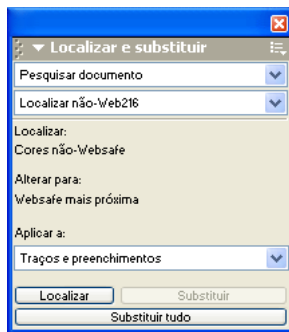 Localizar e substituir
Pesquisar documento
Localizar não-Web216
Localizar:
Cores não-Websafe
Alterar para:
Websafe mais próxima
Aplicar a:
Traços e preenchimentos
Localizar Substituir
Substituir tudo